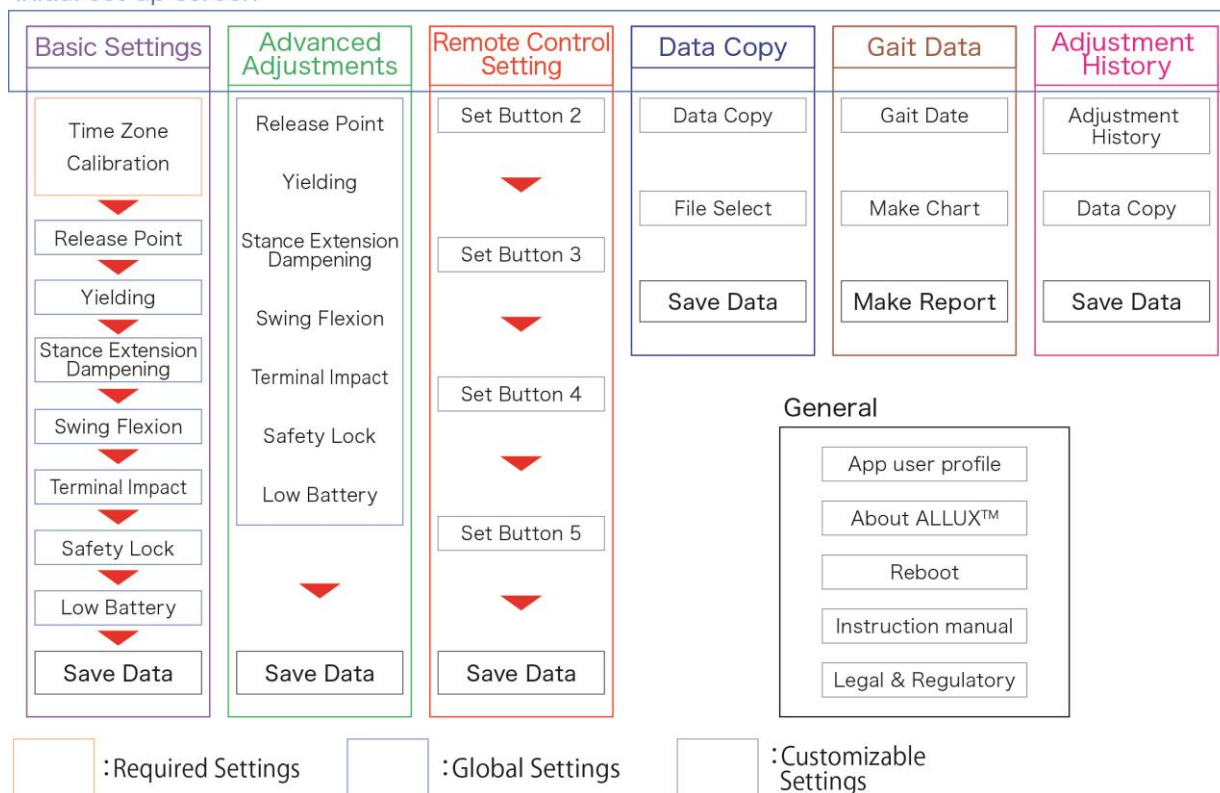 Basic Settings
Advanced
Adjustments
Remote Control
Setting
Data Copy
Gait Data
Adjustment
History
Time Zone
Calibration
Release Point
Yielding
Stance Extension
Dampening
Swing Flexion
Terminal Impact
Safety Lock
Low Battery
Save Data
Release Point
Yielding
Stance Extension
Dampening
Swing Flexion
Terminal Impact
Safety Lock
Low Battery
Save Data
Set Button 2
Set Button 3
Set Button 4
Set Button 5
Save Data
Data Copy
File Select
Save Data
Gait Date
Make Chart
Make Report
Adjustment
History
Data Copy
Save Data
General
App user profile
About ALLUX™
Reboot
Instruction manual
Legal & Regulatory
:Required Settings
:Global Settings
:Customizable
Settings